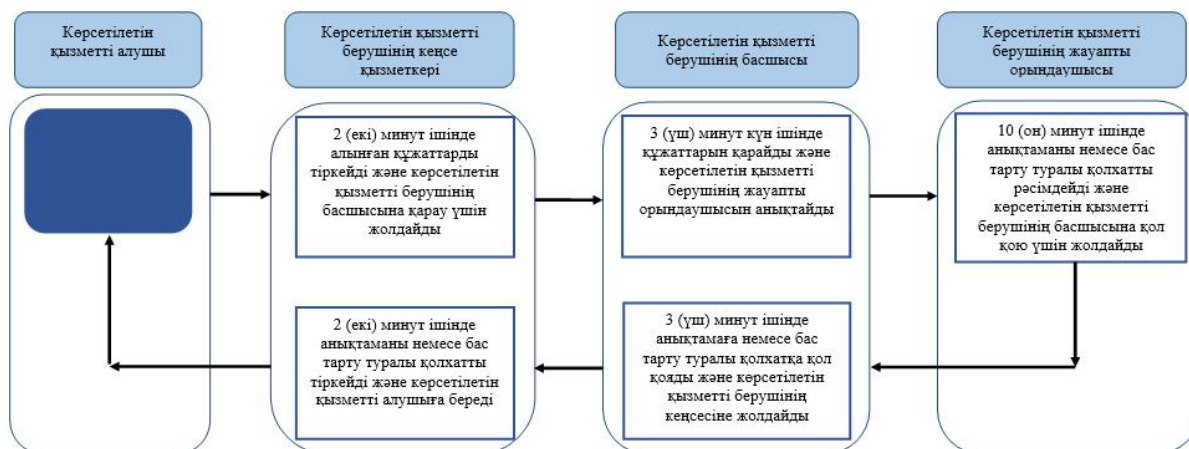 Көрсетілетін
қызметті алушы
Көрсетілетін қызметті
берушінің кеңсе
қызметкері
Көрсетілетін қызметті
берушінің басшысы
Көрсетілетін қызметті
берушінің жауапты
орындаушысы
2 (екі) минут ішінде
алынған құжаттарды
тіркейді және көрсетілетін
қызметті берушінің
басшысына қарау үшін
жолдайды
3 (үш) минут күн ішінде
құжаттарын қарайды және
көрсетілетін қызметті
берушінің жауапты
орындаушысын анықтайды
10 (он) минут ішінде
анықтаманы немесе бас
тарту туралы қолхатты
рәсімдейді және
көрсетілетін қызметті
берушінің басшысына қол
қою үшін жолдайды
2 (екі) минут ішінде
анықтаманы немесе бас
тарту туралы қолхатты
тіркейді және көрсетілетін
қызметті алушыға береді
3 (үш) минут ішінде
анықтамаға немесе бас
тарту туралы қолхатқа қол
қояды және көрсетілетін
қызметті берушінің
кеңсесіне жолдайды